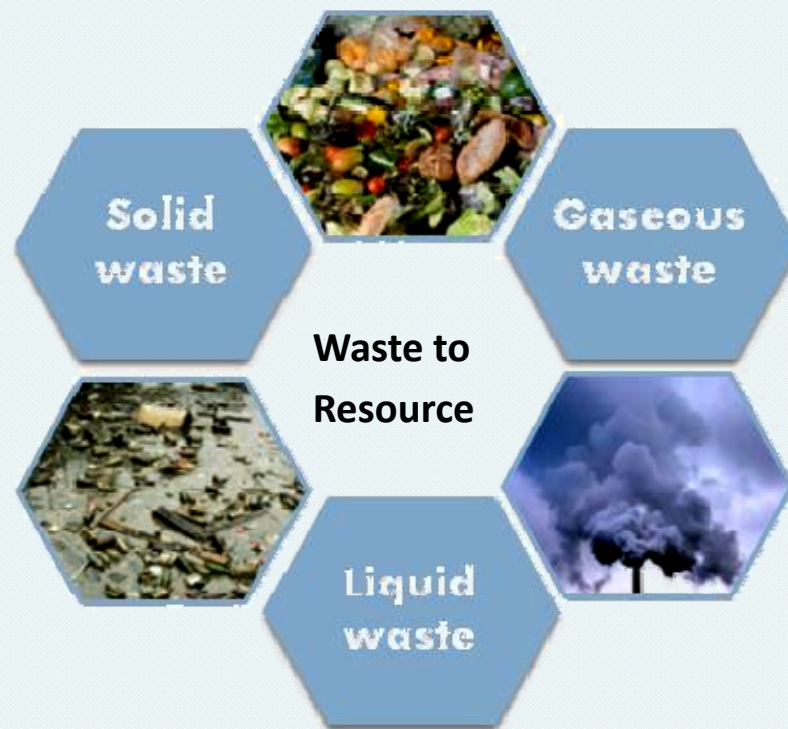 Solid
waste
Gaseous
waste
Waste to
Resource
Liquid
waste